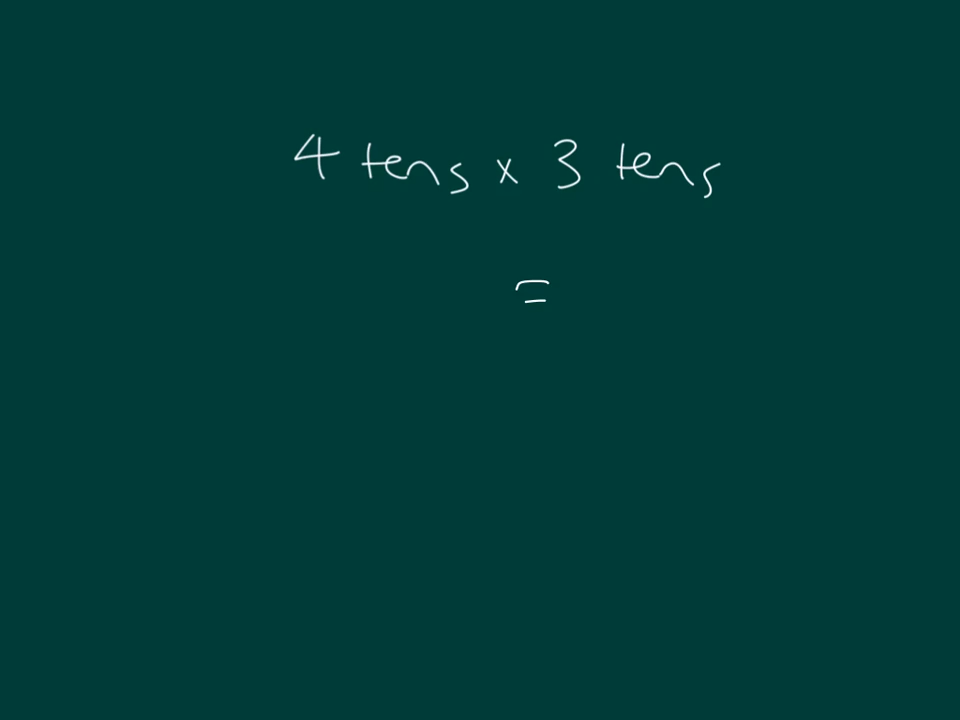 4 tens x 3 tens
=